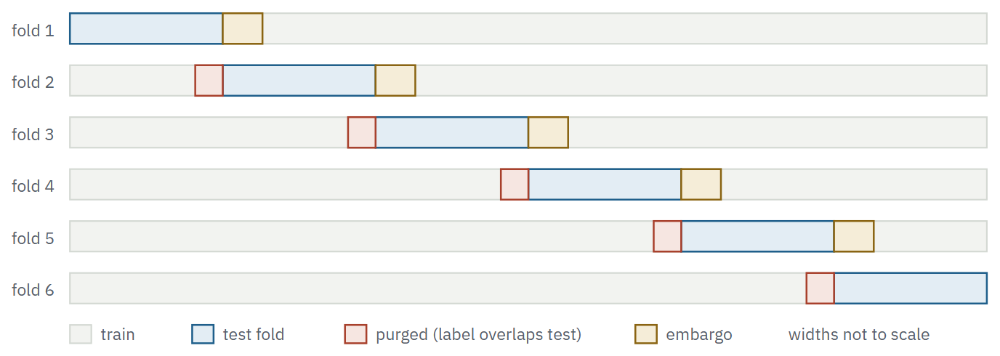 fold 1
fold 2
fold 3
fold 4
fold 5
fold 6
train test fold purged (label overlaps test) embargo widths not to scale